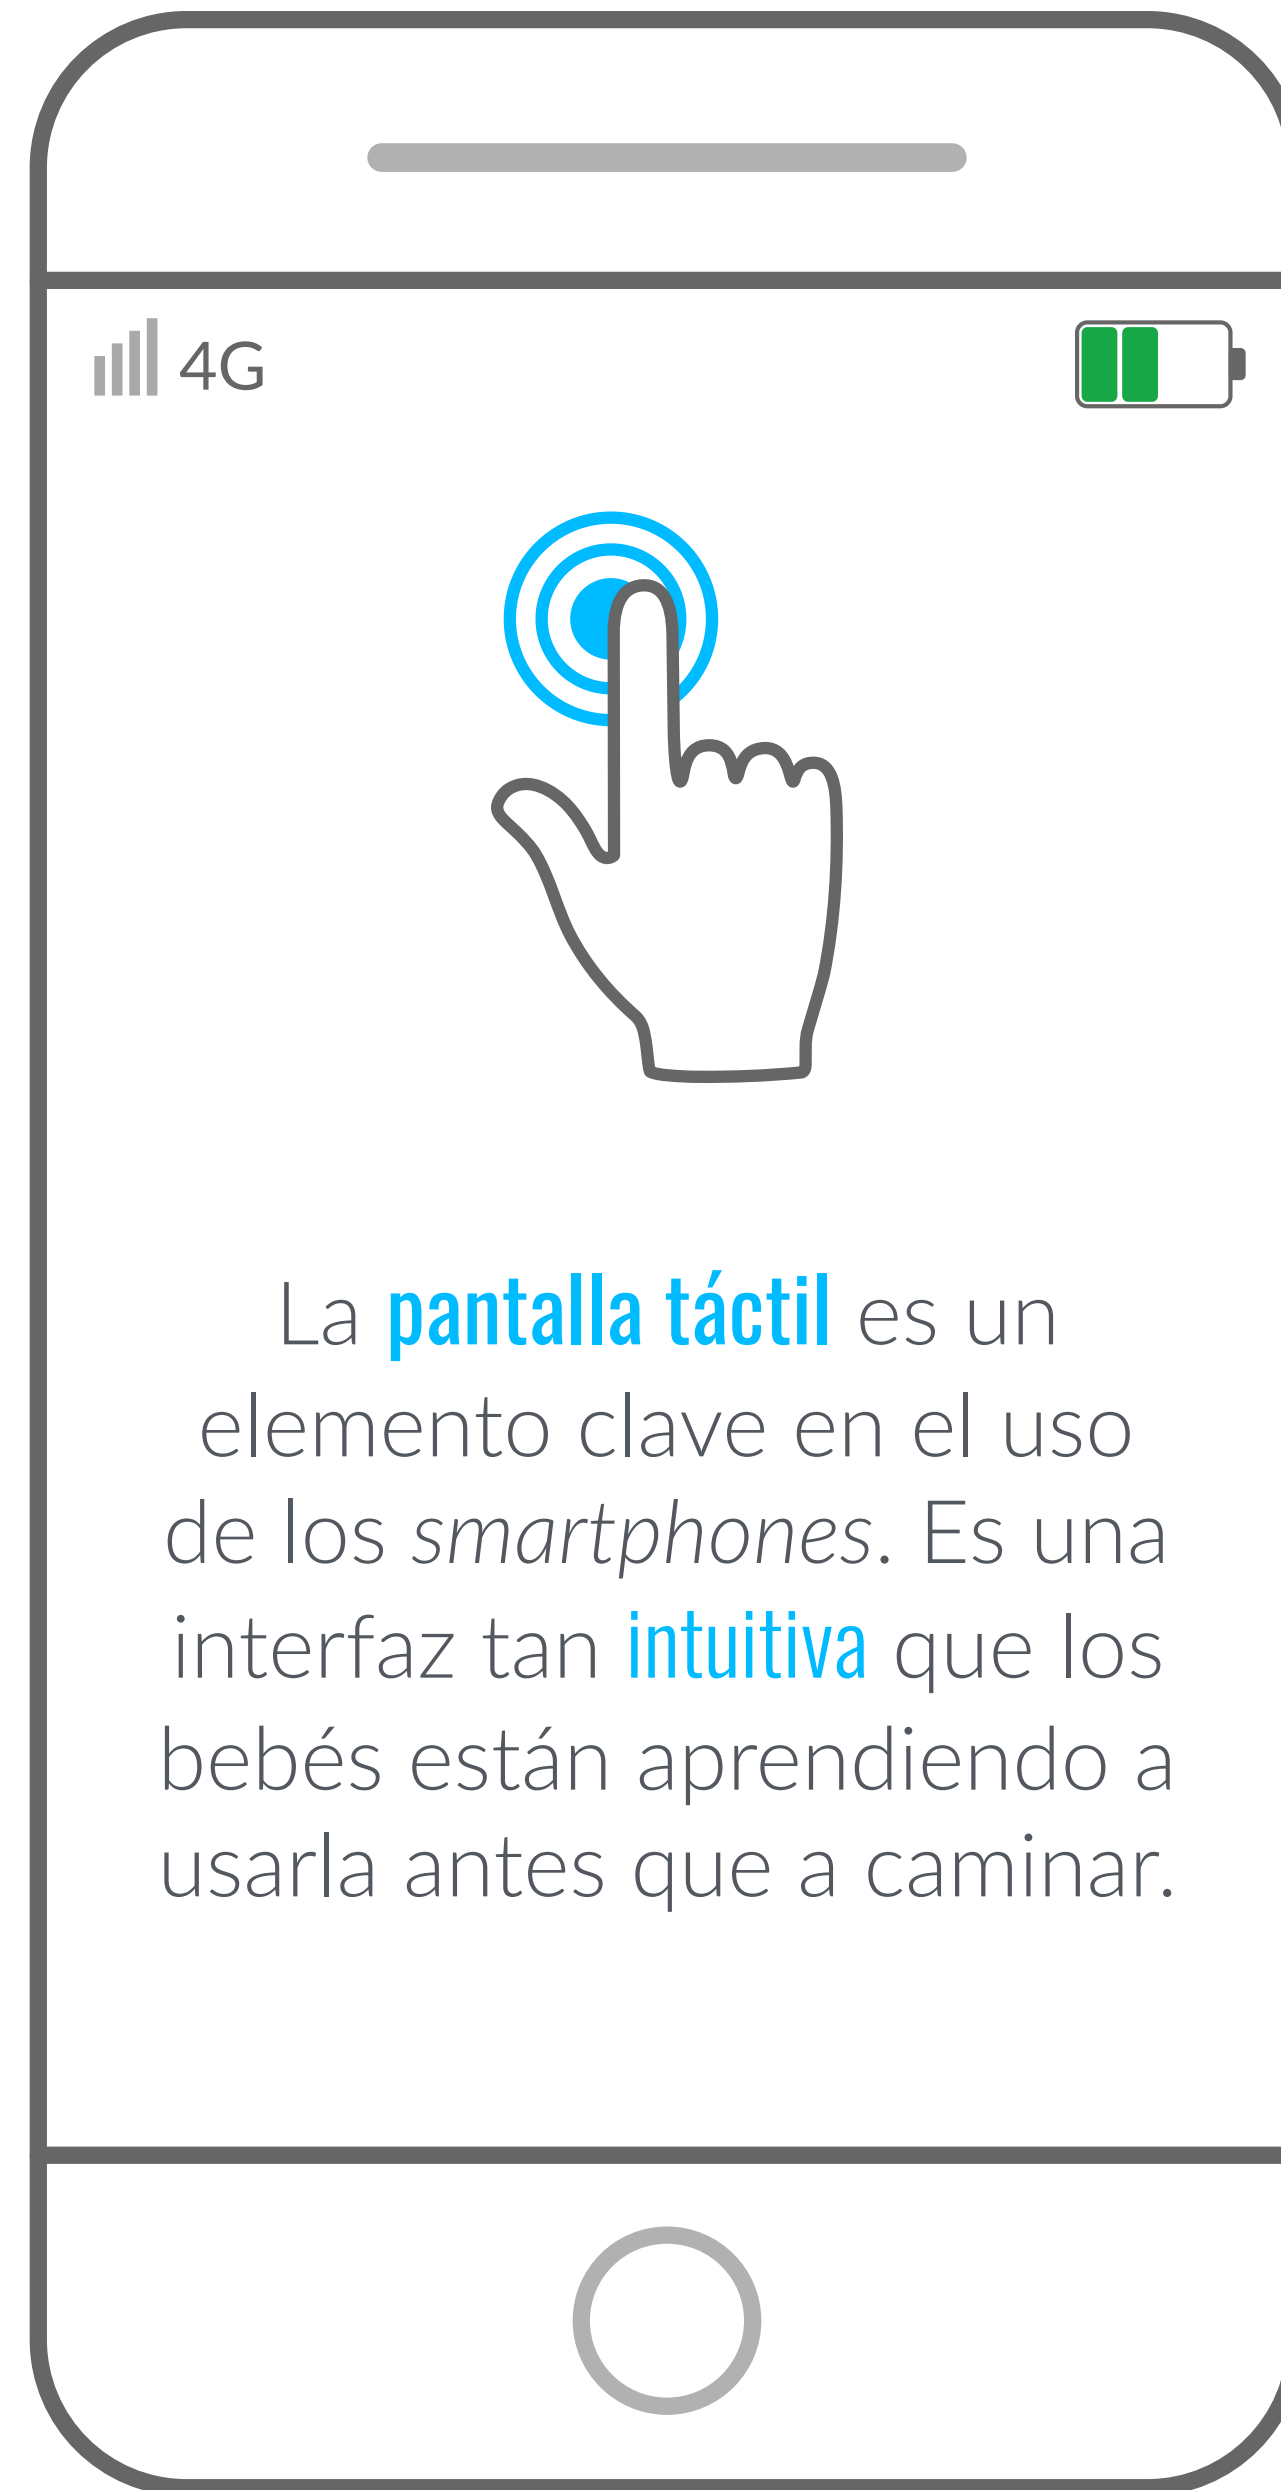 4G
La pantalla táctil es un
elemento clave en el uso
de los smartphones. Es una
interfaz tan intuitiva que los
bebés están aprendiendo a
usarla antes que a caminar.